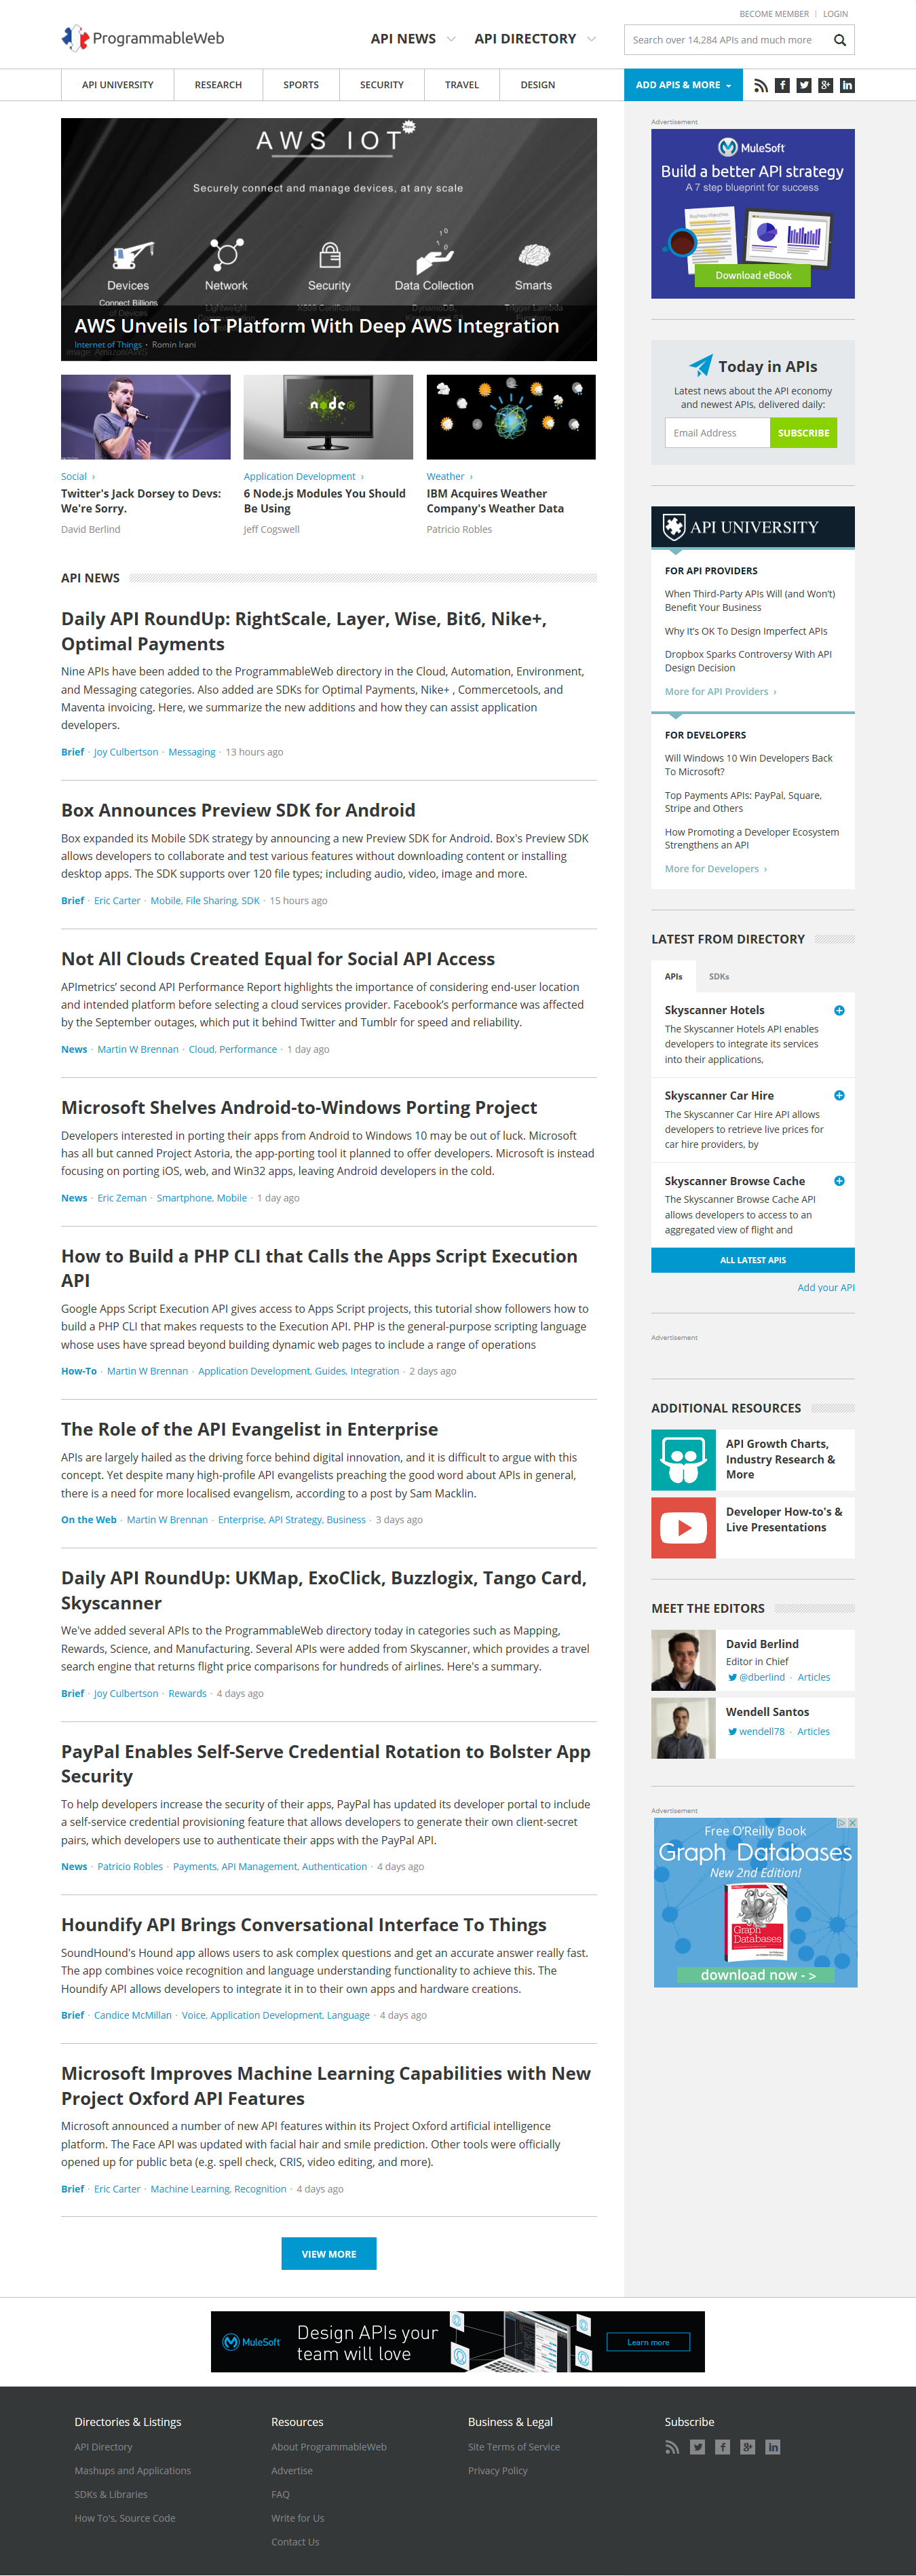 BECOME MEMBER | LOGIN
ProgrammableWeb
API NEWS
API DIRECTORY
Search over 14,284 APIs and much more
API UNIVERSITY
RESEARCH
SPORTS
SECURITY
TRAVEL
DESIGN
ADD APIS & MORE
AWS IOT
Securely connect and manage devices, at any scale
Devices
Network
Security
Data Collection
Smarts
Connect Billions
of Devices
AWS Unveils IoT Platform With Deep AWS Integration
Internet of Things · Romin Irani
Image: Amazon/AWS
node
Social ›
Twitter's Jack Dorsey to Devs:
We're Sorry.
David Berlind
Application Development ›
6 Node.js Modules You Should
Be Using
Jeff Cogswell
Weather ›
IBM Acquires Weather
Company's Weather Data
Patricio Robles
API NEWS
Daily API RoundUp: RightScale, Layer, Wise, Bit6, Nike+,
Optimal Payments
Nine APIs have been added to the ProgrammableWeb directory in the Cloud, Automation, Environment,
and Messaging categories. Also added are SDKs for Optimal Payments, Nike+ , Commercetools, and
Maventa invoicing. Here, we summarize the new additions and how they can assist application
developers.
Brief · Joy Culbertson · Messaging · 13 hours ago
Box Announces Preview SDK for Android
Box expanded its Mobile SDK strategy by announcing a new Preview SDK for Android. Box's Preview SDK
allows developers to collaborate and test various features without downloading content or installing
desktop apps. The SDK supports over 120 file types; including audio, video, image and more.
Brief · Eric Carter · Mobile, File Sharing, SDK · 15 hours ago
Not All Clouds Created Equal for Social API Access
APImetrics’ second API Performance Report highlights the importance of considering end-user location
and intended platform before selecting a cloud services provider. Facebook’s performance was affected
by the September outages, which put it behind Twitter and Tumblr for speed and reliability.
News · Martin W Brennan · Cloud, Performance · 1 day ago
Microsoft Shelves Android-to-Windows Porting Project
Developers interested in porting their apps from Android to Windows 10 may be out of luck. Microsoft
has all but canned Project Astoria, the app-porting tool it planned to offer developers. Microsoft is instead
focusing on porting iOS, web, and Win32 apps, leaving Android developers in the cold.
News · Eric Zeman · Smartphone, Mobile · 1 day ago
How to Build a PHP CLI that Calls the Apps Script Execution
API
Google Apps Script Execution API gives access to Apps Script projects, this tutorial show followers how to
build a PHP CLI that makes requests to the Execution API. PHP is the general-purpose scripting language
whose uses have spread beyond building dynamic web pages to include a range of operations
How-To · Martin W Brennan · Application Development, Guides, Integration · 2 days ago
The Role of the API Evangelist in Enterprise
APIs are largely hailed as the driving force behind digital innovation, and it is difficult to argue with this
concept. Yet despite many high-profile API evangelists preaching the good word about APIs in general,
there is a need for more localised evangelism, according to a post by Sam Macklin.
On the Web · Martin W Brennan · Enterprise, API Strategy, Business · 3 days ago
Daily API RoundUp: UKMap, ExoClick, Buzzlogix, Tango Card,
Skyscanner
We've added several APIs to the ProgrammableWeb directory today in categories such as Mapping,
Rewards, Science, and Manufacturing. Several APIs were added from Skyscanner, which provides a travel
search engine that returns flight price comparisons for hundreds of airlines. Here's a summary.
Brief · Joy Culbertson · Rewards · 4 days ago
PayPal Enables Self-Serve Credential Rotation to Bolster App
Security
To help developers increase the security of their apps, PayPal has updated its developer portal to include
a self-service credential provisioning feature that allows developers to generate their own client-secret
pairs, which developers use to authenticate their apps with the PayPal API.
News · Patricio Robles · Payments, API Management, Authentication · 4 days ago
Houndify API Brings Conversational Interface To Things
SoundHound's Hound app allows users to ask complex questions and get an accurate answer really fast.
The app combines voice recognition and language understanding functionality to achieve this. The
Houndify API allows developers to integrate it in to their own apps and hardware creations.
Brief · Candice McMillan · Voice, Application Development, Language · 4 days ago
Microsoft Improves Machine Learning Capabilities with New
Project Oxford API Features
Microsoft announced a number of new API features within its Project Oxford artificial intelligence
platform. The Face API was updated with facial hair and smile prediction. Other tools were officially
opened up for public beta (e.g. spell check, CRIS, video editing, and more).
Brief · Eric Carter · Machine Learning, Recognition · 4 days ago
VIEW MORE
Advertisement
MuleSoft
Build a better API strategy
A 7 step blueprint for success
Download eBook
Today in APIs
Latest news about the API economy
and newest APIs, delivered daily:
Email Address
SUBSCRIBE
API UNIVERSITY
FOR API PROVIDERS
When Third-Party APIs Will (and Won’t)
Benefit Your Business
Why It’s OK To Design Imperfect APIs
Dropbox Sparks Controversy With API
Design Decision
More for API Providers ›
FOR DEVELOPERS
Will Windows 10 Win Developers Back
To Microsoft?
Top Payments APIs: PayPal, Square,
Stripe and Others
How Promoting a Developer Ecosystem
Strengthens an API
More for Developers ›
LATEST FROM DIRECTORY
APIs
SDKs
Skyscanner Hotels
The Skyscanner Hotels API enables
developers to integrate its services
into their applications,
Skyscanner Car Hire
The Skyscanner Car Hire API allows
developers to retrieve live prices for
car hire providers, by
Skyscanner Browse Cache
The Skyscanner Browse Cache API
allows developers to access to an
aggregated view of flight and
ALL LATEST APIS
Add your API
Advertisement
ADDITIONAL RESOURCES
API Growth Charts,
Industry Research &
More
Developer How-to's &
Live Presentations
MEET THE EDITORS
David Berlind
Editor in Chief
@dberlind · Articles
Wendell Santos
wendell78 · Articles
Advertisement
Free O'Reilly Book
Graph Databases
New 2nd Edition!
Graph
Databases
download now - >
MuleSoft
Design APIs your
team will love
Learn more
Directories & Listings
API Directory
Mashups and Applications
SDKs & Libraries
How To's, Source Code
Resources
About ProgrammableWeb
Advertise
FAQ
Write for Us
Contact Us
Business & Legal
Site Terms of Service
Privacy Policy
Subscribe